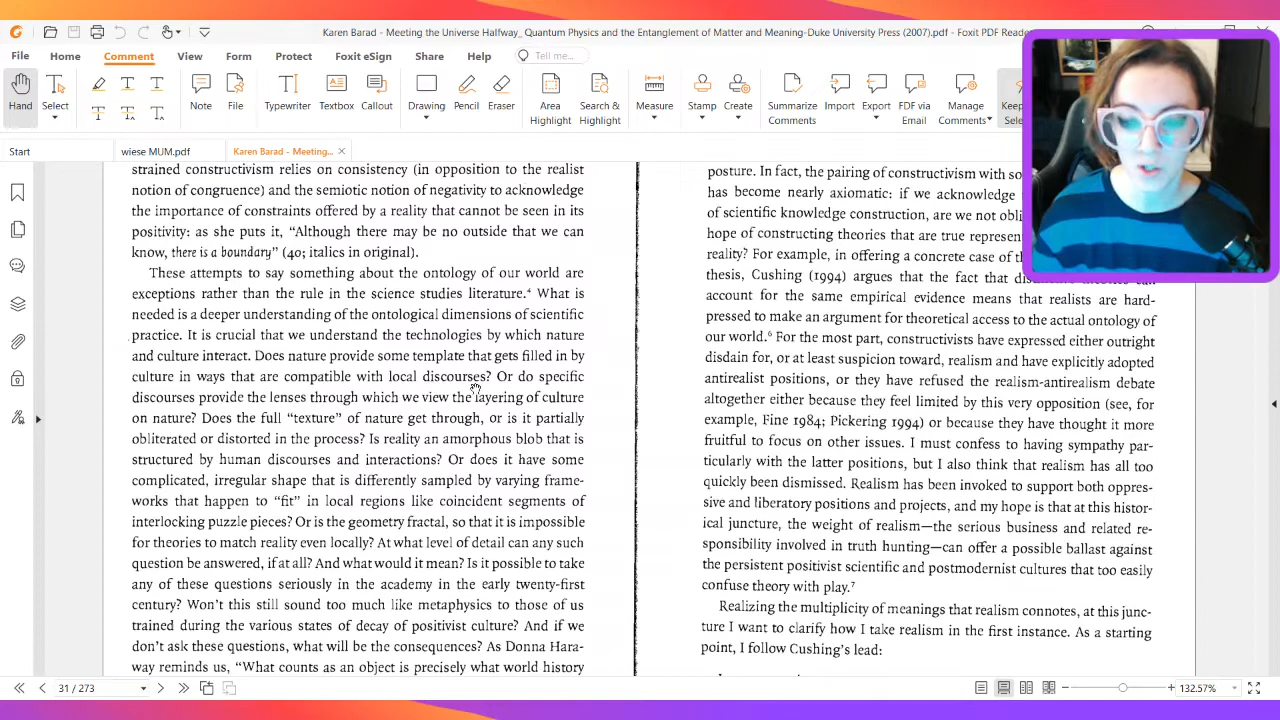 Karen Barad - Meeting the Universe Halfway_ Quantum Physics and the Entanglement of Matter and Meaning-Duke University Press (2007).pdf - Foxit PDF Reader
File Home Comment View Form Protect Foxit eSign Share Help Tell me...
Hand Select Note File Typewriter Textbox Callout Drawing Pencil Eraser Area Highlight Search & Highlight Measure Stamp Create Summarize Comments Import Export FDF via Email Manage Comments Keep
Start wiese MUM.pdf Karen Barad - Meeting...
strained constructivism relies on consistency (in opposition to the realist
notion of congruence) and the semiotic notion of negativity to acknowledge
the importance of constraints offered by a reality that cannot be seen in its
positivity: as she puts it, “Although there may be no outside that we can
know, there is a boundary” (40; italics in original).
These attempts to say something about the ontology of our world are
exceptions rather than the rule in the science studies literature.4 What is
needed is a deeper understanding of the ontological dimensions of scientific
practice. It is crucial that we understand the technologies by which nature
and culture interact. Does nature provide some template that gets filled in by
culture in ways that are compatible with local discourses? Or do specific
discourses provide the lenses through which we view the layering of culture
on nature? Does the full “texture” of nature get through, or is it partially
obliterated or distorted in the process? Is reality an amorphous blob that is
structured by human discourses and interactions? Or does it have some
complicated, irregular shape that is differently sampled by varying frame-
works that happen to “fit” in local regions like coincident segments of
interlocking puzzle pieces? Or is the geometry fractal, so that it is impossible
for theories to match reality even locally? At what level of detail can any such
question be answered, if at all? And what would it mean? Is it possible to take
any of these questions seriously in the academy in the early twenty-first
century? Won’t this still sound too much like metaphysics to those of us
trained during the various states of decay of positivist culture? And if we
don’t ask these questions, what will be the consequences? As Donna Hara-
way reminds us, “What counts as an object is precisely what world history
posture. In fact, the pairing of constructivism with
has become nearly axiomatic: if we acknowledge
of scientific knowledge construction, are we not
hope of constructing theories that are true
reality? For example, in offering a concrete case of
thesis, Cushing (1994) argues that the fact that
account for the same empirical evidence means that realists are hard-
pressed to make an argument for theoretical access to the actual ontology of
our world.6 For the most part, constructivists have expressed either outright
disdain for, or at least suspicion toward, realism and have explicitly adopted
antirealist positions, or they have refused the realism-antirealism debate
altogether either because they feel limited by this very opposition (see, for
example, Fine 1984; Pickering 1994) or because they have thought it more
fruitful to focus on other issues. I must confess to having sympathy par-
ticularly with the latter positions, but I also think that realism has all too
quickly been dismissed. Realism has been invoked to support both oppres-
sive and liberatory positions and projects, and my hope is that at this histor-
ical juncture, the weight of realism—the serious business and related re-
sponsibility involved in truth hunting—can offer a possible ballast against
the persistent positivist scientific and postmodernist cultures that too easily
confuse theory with play.7
Realizing the multiplicity of meanings that realism connotes, at this junc-
ture I want to clarify how I take realism in the first instance. As a starting
point, I follow Cushing’s lead:
31 / 273 132.57%